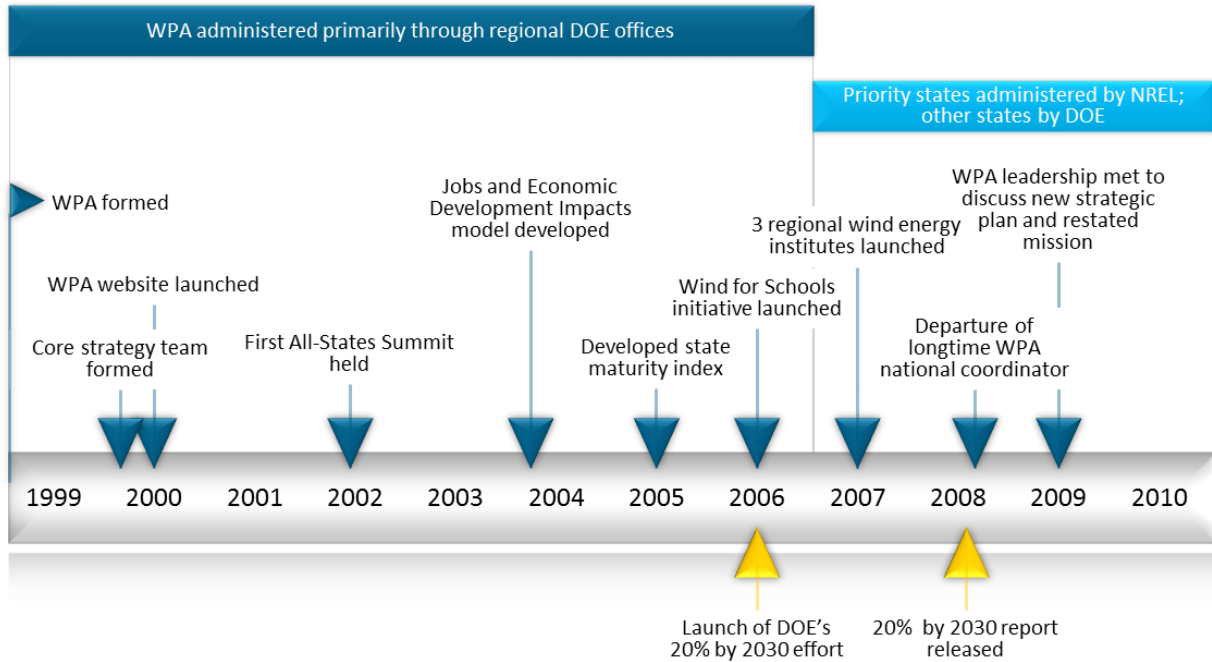 WPA administered primarily through regional DOE offices
Priority states administered by NREL;
other states by DOE
WPA formed
Jobs and Economic
Development Impacts
model developed
WPA leadership met to
discuss new strategic
plan and restated
mission
3 regional wind energy
institutes launched
WPA website launched
Wind for Schools
initiative launched
Core strategy team
formed
First All-States Summit
held
Developed state
maturity index
Departure of
longtime WPA
national coordinator
1999 2000 2001 2002 2003 2004 2005 2006 2007 2008 2009 2010
Launch of DOE’s
20% by 2030 effort
20% by 2030 report
released